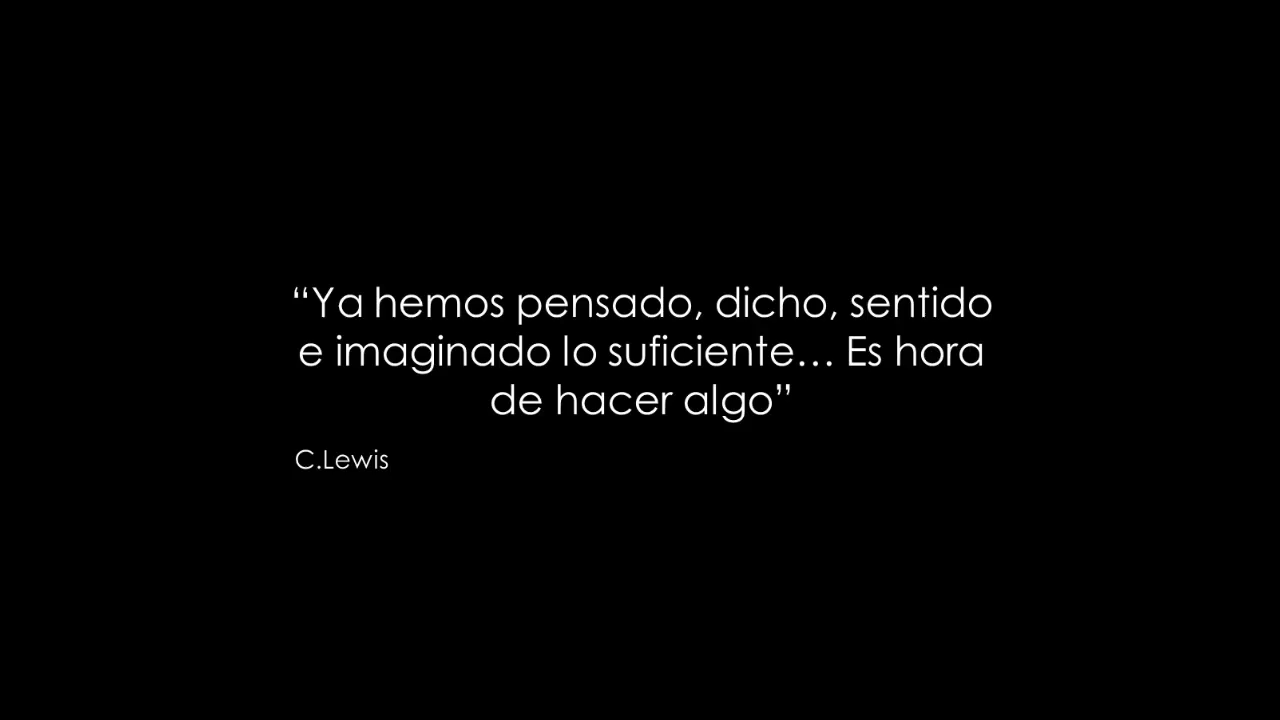 “Ya hemos pensado, dicho, sentido
e imaginado lo suficiente... Es hora
de hacer algo”
C.Lewis